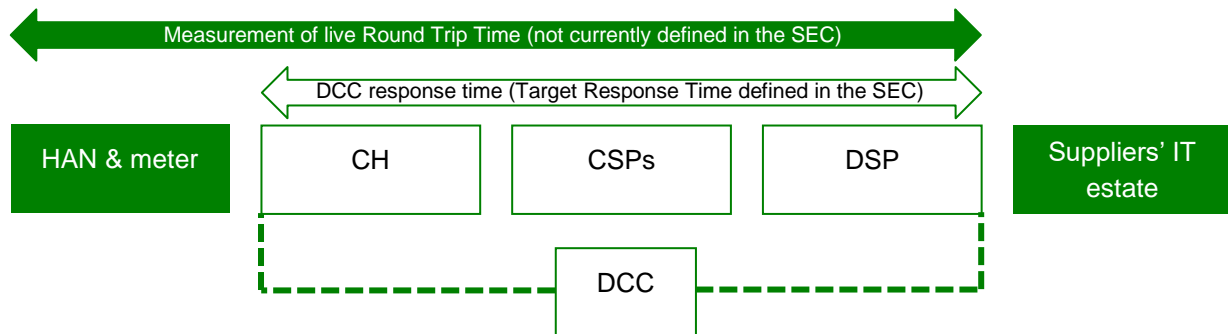 Measurement of live Round Trip Time (not currently defined in the SEC)
DCC response time (Target Response Time defined in the SEC)
HAN & meter
CH
CSPs
DSP
Suppliers’ IT
estate
DCC